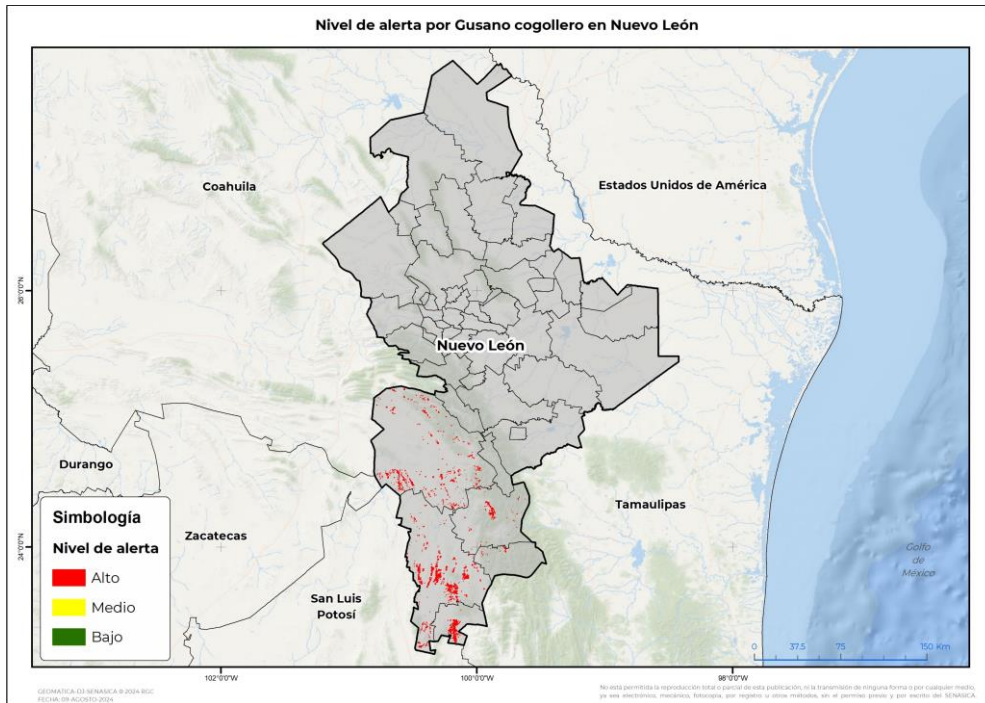 Nivel de alerta por Gusano cogollero en Nuevo León
Coahuila
Estados Unidos de América
26°0'0"N
Nuevo León
Durango
Tamaulipas
Simbología
Nivel de alerta
Alto
Medio
Bajo
Zacatecas
24°0'0"N
San Luis
Potosí
Golfo
de
México
0 37.5 75 150 Km
102°0'0"W 100°0'0"W 98°0'0"W
GEOMATICA-DJ-SENASICA © 2024 RGC
FECHA: 09-AGOSTO-2024
No está permitida la reproducción total o parcial de esta publicación, ni la transmisión de ninguna forma o por cualquier medio,
ya sea electrónico, mecánico, fotocopia, por registro u otros métodos, sin el permiso previo y por escrito del SENASICA.